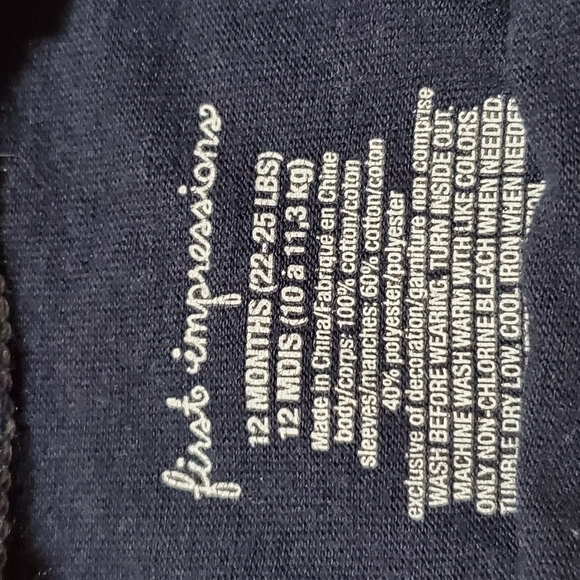 first impressions
12 MONTHS (22-25 LBS)
12 MOIS (10 à 11,3 kg)
Made in China/Fabriqué en Chine
body/corps: 100% cotton/coton
sleeves/manches: 60% cotton/coton
40% polyester/polyester
exclusive of decoration/garniture non comprise
WASH BEFORE WEARING. TURN INSIDE OUT.
MACHINE WASH WARM WITH LIKE COLORS.
ONLY NON-CHLORINE BLEACH WHEN NEEDED.
TUMBLE DRY LOW. COOL IRON WHEN NEEDED